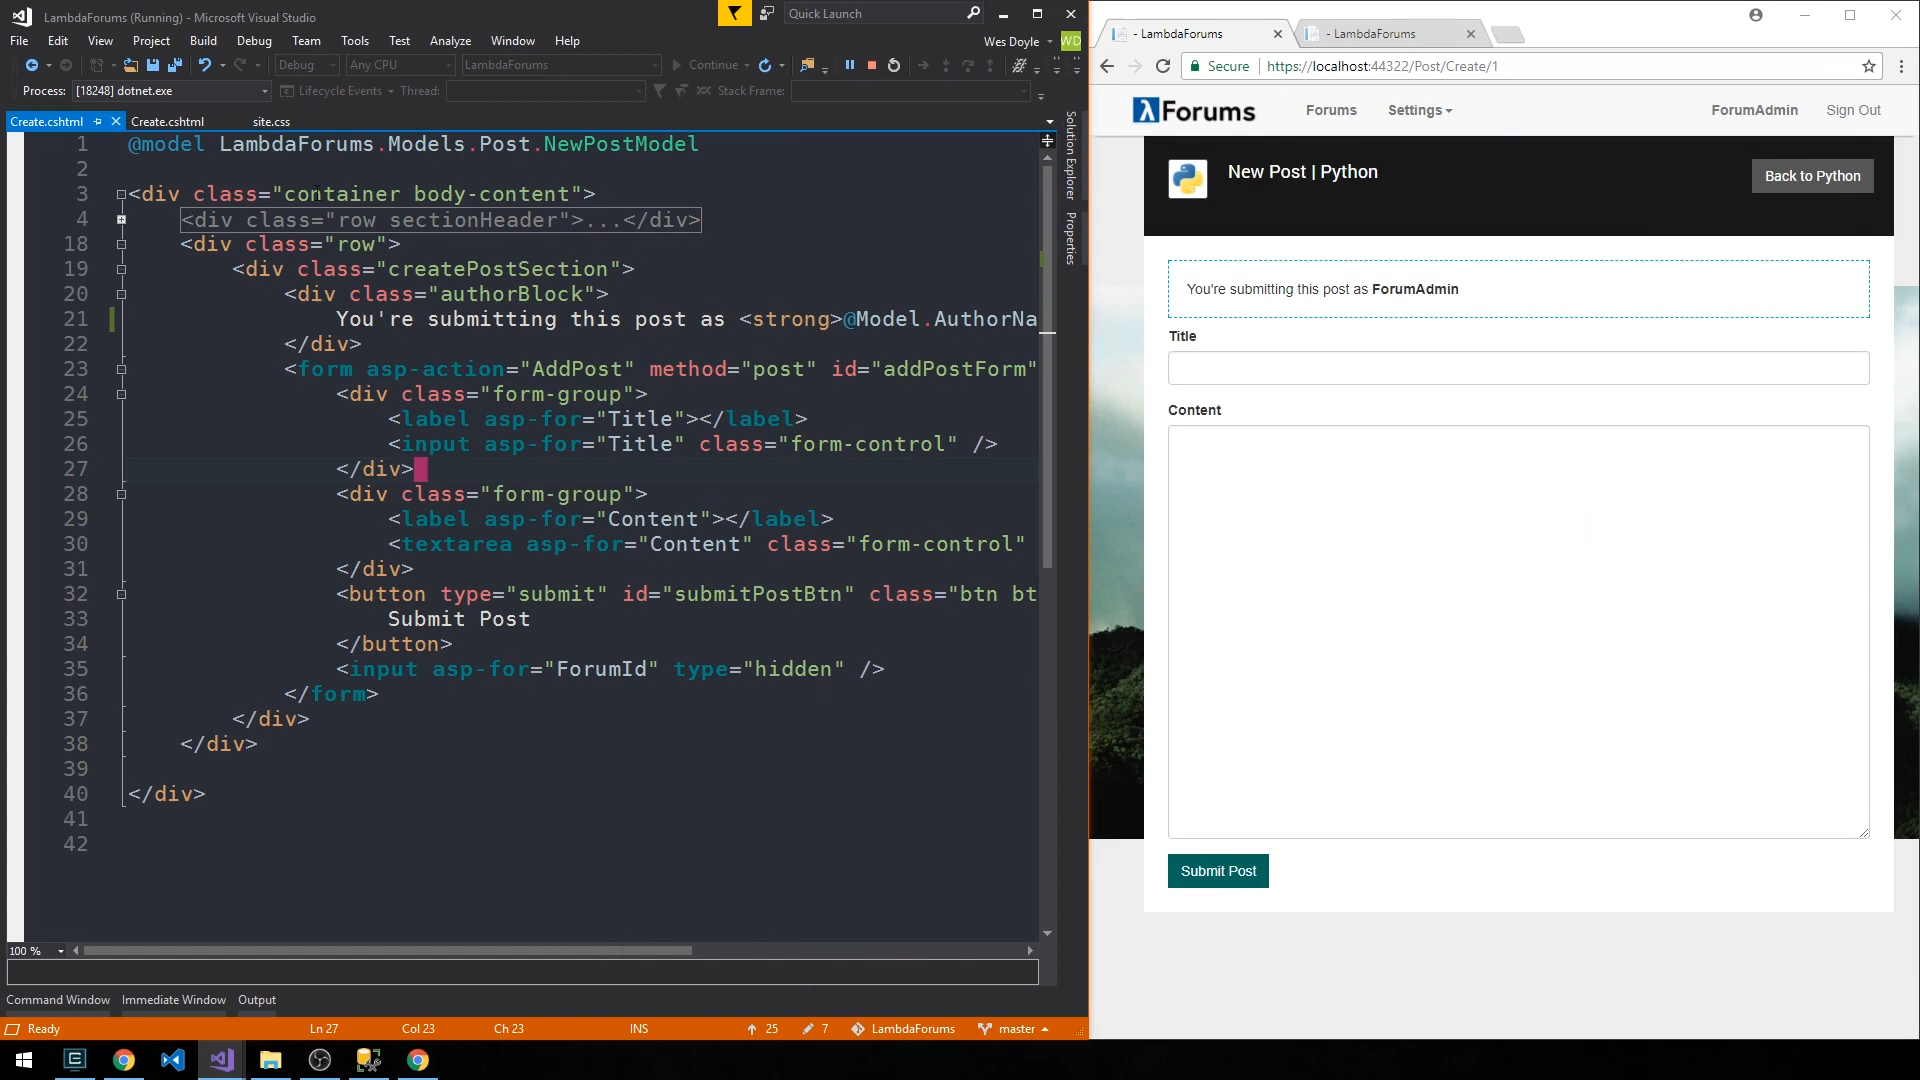 LambdaForums (Running) - Microsoft Visual Studio
Quick Launch
File Edit View Project Build Debug Team Tools Test Analyze Window Help
Wes Doyle WD
Debug Any CPU LambdaForums Continue
Process: [18248] dotnet.exe Lifecycle Events Thread: Stack Frame:
Create.cshtml Create.cshtml site.css
1 @model LambdaForums.Models.Post.NewPostModel
2
3 <div class="container body-content">
4 <div class="row sectionHeader">...</div>
18 <div class="row">
19 <div class="createPostSection">
20 <div class="authorBlock">
21 You're submitting this post as <strong>@Model.AuthorNa
22 </div>
23 <form asp-action="AddPost" method="post" id="addPostForm"
24 <div class="form-group">
25 <label asp-for="Title"></label>
26 <input asp-for="Title" class="form-control" />
27 </div>
28 <div class="form-group">
29 <label asp-for="Content"></label>
30 <textarea asp-for="Content" class="form-control"
31 </div>
32 <button type="submit" id="submitPostBtn" class="btn bt
33 Submit Post
34 </button>
35 <input asp-for="ForumId" type="hidden" />
36 </form>
37 </div>
38 </div>
39
40 </div>
41
42
Solution Explorer
Properties
100 %
Command Window Immediate Window Output
Ready Ln 27 Col 23 Ch 23 INS 25 7 LambdaForums master
- LambdaForums - LambdaForums
Secure https://localhost:44322/Post/Create/1
λForums Forums Settings ForumAdmin Sign Out
New Post | Python Back to Python
You're submitting this post as ForumAdmin
Title
Content
Submit Post